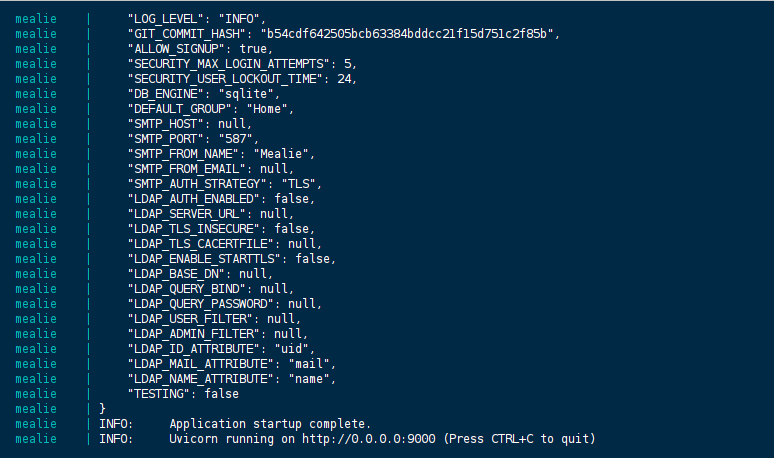 mealie    |     "LOG_LEVEL": "INFO",
mealie    |     "GIT_COMMIT_HASH": "b54cdf642505bcb63384bddcc21f15d751c2f85b",
mealie    |     "ALLOW_SIGNUP": true,
mealie    |     "SECURITY_MAX_LOGIN_ATTEMPTS": 5,
mealie    |     "SECURITY_USER_LOCKOUT_TIME": 24,
mealie    |     "DB_ENGINE": "sqlite",
mealie    |     "DEFAULT_GROUP": "Home",
mealie    |     "SMTP_HOST": null,
mealie    |     "SMTP_PORT": "587",
mealie    |     "SMTP_FROM_NAME": "Mealie",
mealie    |     "SMTP_FROM_EMAIL": null,
mealie    |     "SMTP_AUTH_STRATEGY": "TLS",
mealie    |     "LDAP_AUTH_ENABLED": false,
mealie    |     "LDAP_SERVER_URL": null,
mealie    |     "LDAP_TLS_INSECURE": false,
mealie    |     "LDAP_TLS_CACERTFILE": null,
mealie    |     "LDAP_ENABLE_STARTTLS": false,
mealie    |     "LDAP_BASE_DN": null,
mealie    |     "LDAP_QUERY_BIND": null,
mealie    |     "LDAP_QUERY_PASSWORD": null,
mealie    |     "LDAP_USER_FILTER": null,
mealie    |     "LDAP_ADMIN_FILTER": null,
mealie    |     "LDAP_ID_ATTRIBUTE": "uid",
mealie    |     "LDAP_MAIL_ATTRIBUTE": "mail",
mealie    |     "LDAP_NAME_ATTRIBUTE": "name",
mealie    |     "TESTING": false
mealie    | }
mealie    | INFO:     Application startup complete.
mealie    | INFO:     Uvicorn running on http://0.0.0.0:9000 (Press CTRL+C to quit)